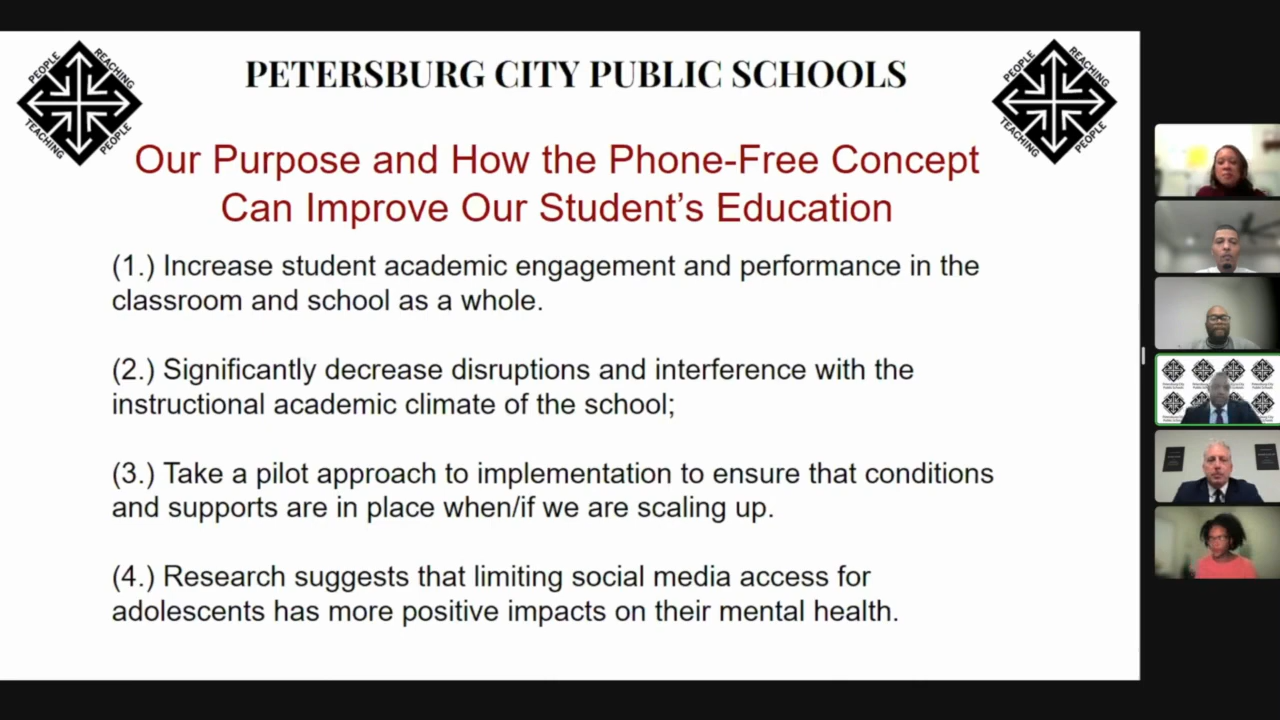 PEOPLE
REACHING
TEACHING
PEOPLE
PETERSBURG CITY PUBLIC SCHOOLS
PEOPLE
REACHING
TEACHING
PEOPLE
Our Purpose and How the Phone-Free Concept
Can Improve Our Student’s Education
(1.) Increase student academic engagement and performance in the
classroom and school as a whole.
(2.) Significantly decrease disruptions and interference with the
instructional academic climate of the school;
(3.) Take a pilot approach to implementation to ensure that conditions
and supports are in place when/if we are scaling up.
(4.) Research suggests that limiting social media access for
adolescents has more positive impacts on their mental health.